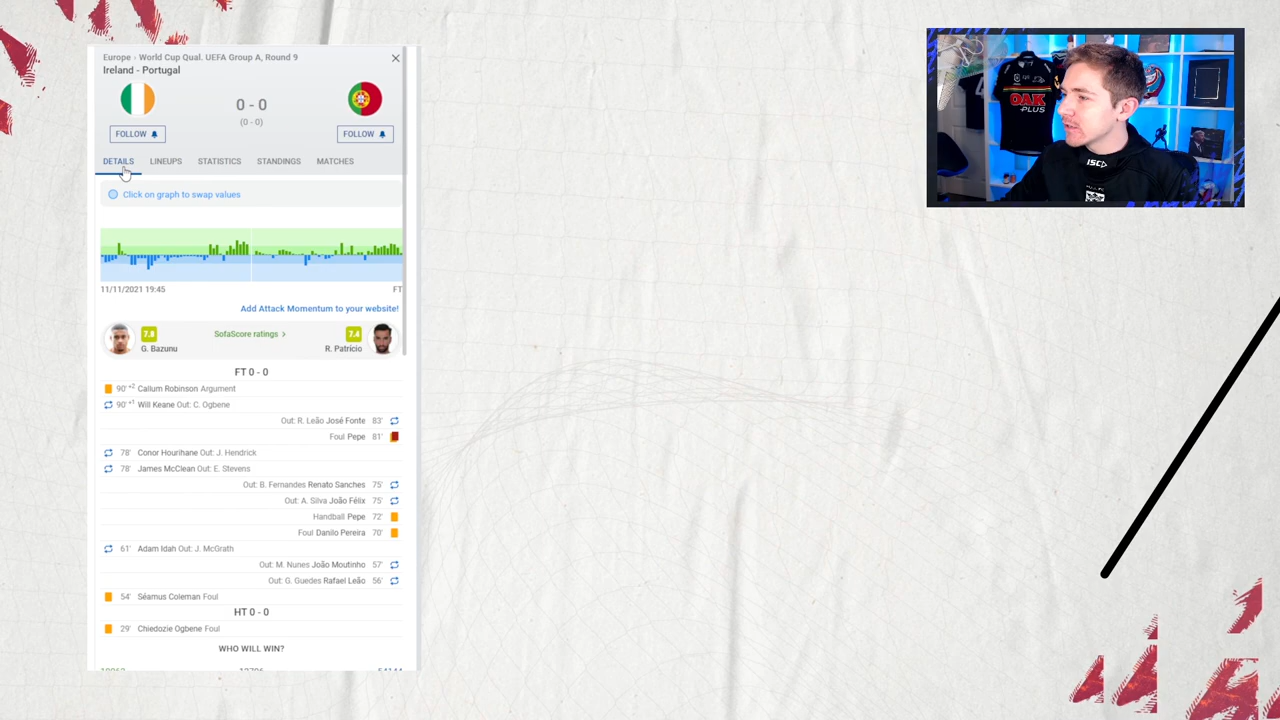 Europe › World Cup Qual. UEFA Group A, Round 9
Ireland - Portugal
0 - 0
(0 - 0)
FOLLOW
FOLLOW
DETAILS LINEUPS STATISTICS STANDINGS MATCHES
Click on graph to swap values
11/11/2021 19:45 FT
Add Attack Momentum to your website!
7.8 SofaScore ratings > 7.4
G. Bazunu R. Patrício
FT 0 - 0
90' +2 Callum Robinson Argument
90' +1 Will Keane Out: C. Ogbene
Out: R. Leão José Fonte 83'
Foul Pepe 81'
78' Conor Hourihane Out: J. Hendrick
78' James McClean Out: E. Stevens
Out: B. Fernandes Renato Sanches 75'
Out: A. Silva João Félix 75'
Handball Pepe 72'
Foul Danilo Pereira 70'
61' Adam Idah Out: J. McGrath
Out: M. Nunes João Moutinho 57'
Out: G. Guedes Rafael Leão 56'
54' Séamus Coleman Foul
HT 0 - 0
29' Chiedozie Ogbene Foul
WHO WILL WIN?
OAK
PLUS
ISC